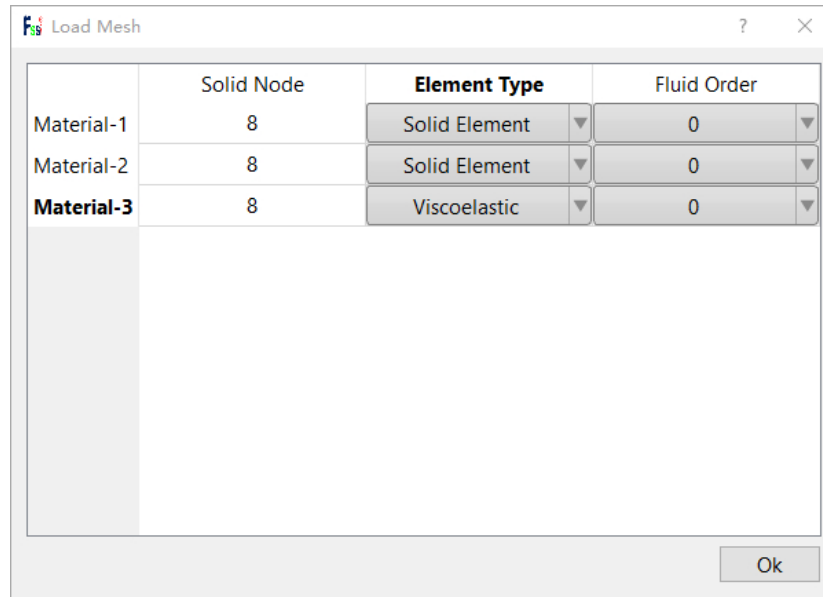 Load Mesh ?
Solid Node Element Type Fluid Order
Material-1 8 Solid Element 0
Material-2 8 Solid Element 0
Material-3 8 Viscoelastic 0
Ok